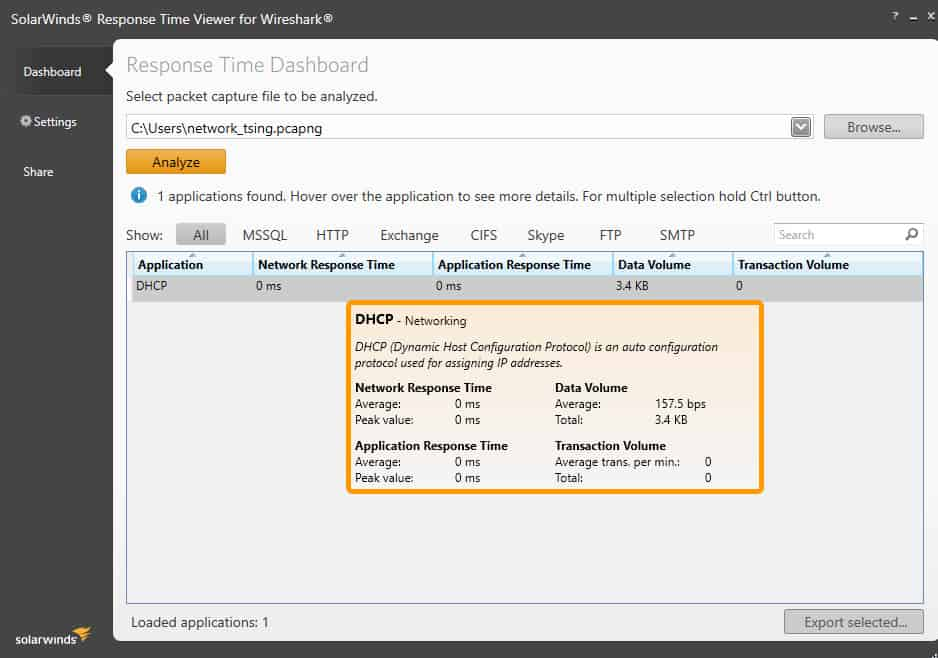 SolarWinds® Response Time Viewer for Wireshark®
?
Dashboard
Settings
Share
Response Time Dashboard
Select packet capture file to be analyzed.
C:\Users\network_tsing.pcapng
Browse...
Analyze
1 applications found. Hover over the application to see more details. For multiple selection hold Ctrl button.
Show: All MSSQL HTTP Exchange CIFS Skype FTP SMTP Search
Application Network Response Time Application Response Time Data Volume Transaction Volume
DHCP 0 ms 0 ms 3.4 KB 0
DHCP - Networking
DHCP (Dynamic Host Configuration Protocol) is an auto configuration
protocol used for assigning IP addresses.
Network Response Time Data Volume
Average: 0 ms Average: 157.5 bps
Peak value: 0 ms Total: 3.4 KB
Application Response Time Transaction Volume
Average: 0 ms Average trans. per min.: 0
Peak value: 0 ms Total: 0
Loaded applications: 1
Export selected...
solarwinds